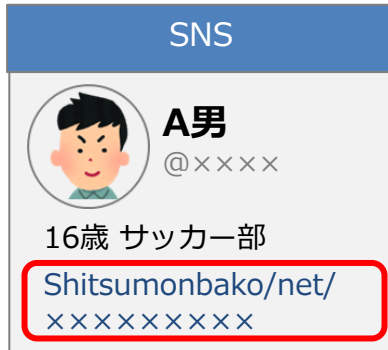 SNS
A男
@××××
16歳 サッカー部
Shitsumonbako/net/
×××××××××